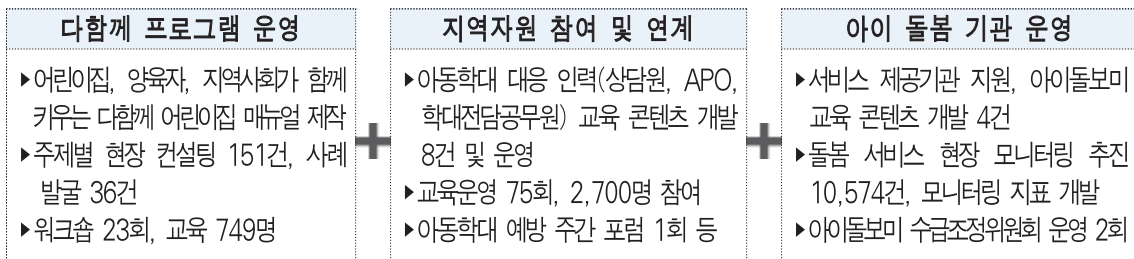 다함께 프로그램 운영
▶어린이집, 양육자, 지역사회가 함께
키우는 다함께 어린이집 매뉴얼 제작
▶주제별 현장 컨설팅 151건, 사례
발굴 36건
▶워크숍 23회, 교육 749명
+
지역자원 참여 및 연계
▶아동학대 대응 인력(상담원, APO,
학대전담공무원) 교육 콘텐츠 개발
8건 및 운영
▶교육운영 75회, 2,700명 참여
▶아동학대 예방 주간 포럼 1회 등
+
아이 돌봄 기관 운영
▶서비스 제공기관 지원, 아이돌보미
교육 콘텐츠 개발 4건
▶돌봄 서비스 현장 모니터링 추진
10,574건, 모니터링 지표 개발
▶아이돌보미 수급조정위원회 운영 2회